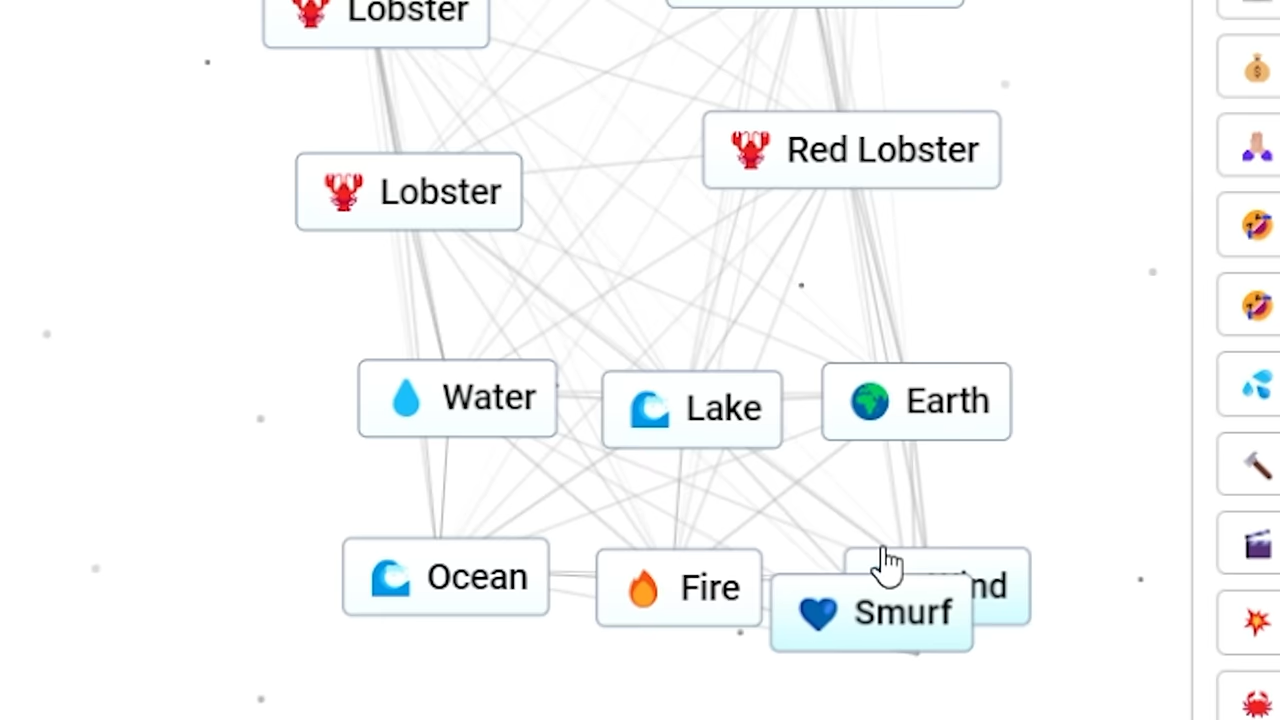 Lobster
Red Lobster
Lobster
Water
Lake
Earth
Ocean
Fire
Smurf